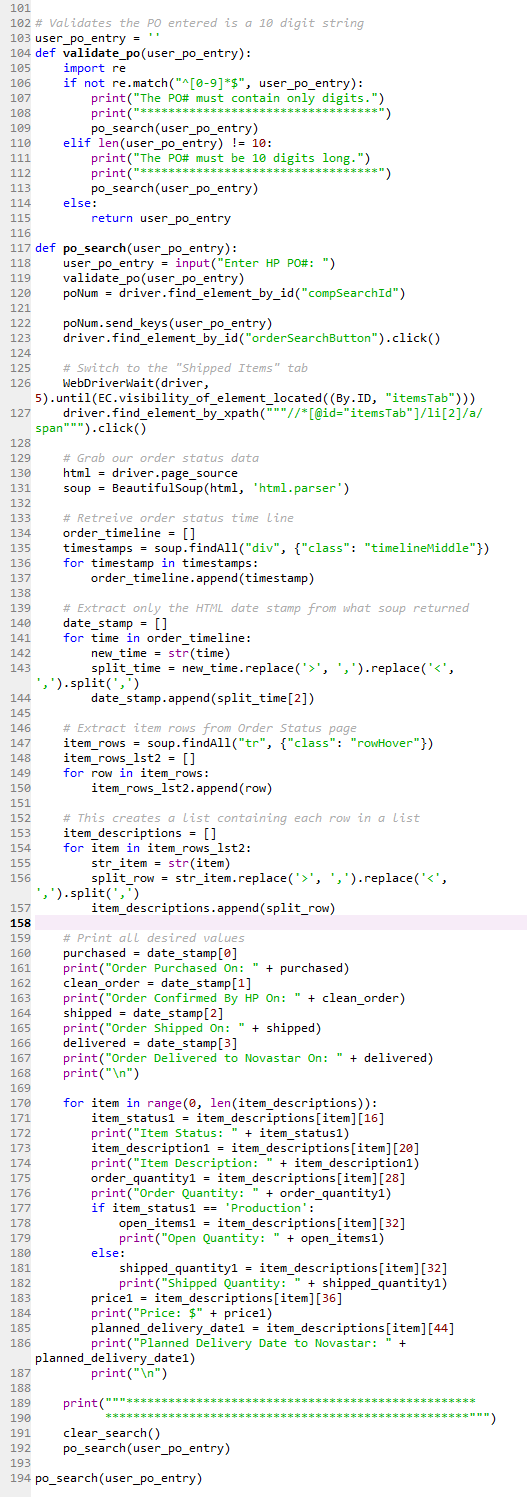 101
102 # Validates the PO entered is a 10 digit string
103 user_po_entry = ''
104 def validate_po(user_po_entry):
105     import re
106     if not re.match("^[0-9]*$", user_po_entry):
107         print("The PO# must contain only digits.")
108         print("**********************************")
109         po_search(user_po_entry)
110     elif len(user_po_entry) != 10:
111         print("The PO# must be 10 digits long.")
112         print("**********************************")
113         po_search(user_po_entry)
114     else:
115         return user_po_entry
116
117 def po_search(user_po_entry):
118     user_po_entry = input("Enter HP PO#: ")
119     validate_po(user_po_entry)
120     poNum = driver.find_element_by_id("compSearchId")
121
122     poNum.send_keys(user_po_entry)
123     driver.find_element_by_id("orderSearchButton").click()
124
125     # Switch to the "Shipped Items" tab
126     WebDriverWait(driver,
5).until(EC.visibility_of_element_located((By.ID, "itemsTab")))
127     driver.find_element_by_xpath("""//*[@id="itemsTab"]/li[2]/a/
span""").click()
128
129     # Grab our order status data
130     html = driver.page_source
131     soup = BeautifulSoup(html, 'html.parser')
132
133     # Retreive order status time line
134     order_timeline = []
135     timestamps = soup.findAll("div", {"class": "timelineMiddle"})
136     for timestamp in timestamps:
137         order_timeline.append(timestamp)
138
139     # Extract only the HTML date stamp from what soup returned
140     date_stamp = []
141     for time in order_timeline:
142         new_time = str(time)
143         split_time = new_time.replace('>', ',').replace('<',
',').split(',')
144         date_stamp.append(split_time[2])
145
146     # Extract item rows from Order Status page
147     item_rows = soup.findAll("tr", {"class": "rowHover"})
148     item_rows_lst2 = []
149     for row in item_rows:
150         item_rows_lst2.append(row)
151
152     # This creates a list containing each row in a list
153     item_descriptions = []
154     for item in item_rows_lst2:
155         str_item = str(item)
156         split_row = str_item.replace('>', ',').replace('<',
',').split(',')
157         item_descriptions.append(split_row)
158
159     # Print all desired values
160     purchased = date_stamp[0]
161     print("Order Purchased On: " + purchased)
162     clean_order = date_stamp[1]
163     print("Order Confirmed By HP On: " + clean_order)
164     shipped = date_stamp[2]
165     print("Order Shipped On: " + shipped)
166     delivered = date_stamp[3]
167     print("Order Delivered to Novastar On: " + delivered)
168     print("\n")
169
170     for item in range(0, len(item_descriptions)):
171         item_status1 = item_descriptions[item][16]
172         print("Item Status: " + item_status1)
173         item_description1 = item_descriptions[item][20]
174         print("Item Description: " + item_description1)
175         order_quantity1 = item_descriptions[item][28]
176         print("Order Quantity: " + order_quantity1)
177         if item_status1 == 'Production':
178             open_items1 = item_descriptions[item][32]
179             print("Open Quantity: " + open_items1)
180         else:
181             shipped_quantity1 = item_descriptions[item][32]
182             print("Shipped Quantity: " + shipped_quantity1)
183         price1 = item_descriptions[item][36]
184         print("Price: $" + price1)
185         planned_delivery_date1 = item_descriptions[item][44]
186         print("Planned Delivery Date to Novastar: " +
planned_delivery_date1)
187         print("\n")
188
189     print("""**************************************************
190           ****************************************************""")
191     clear_search()
192     po_search(user_po_entry)
193
194 po_search(user_po_entry)